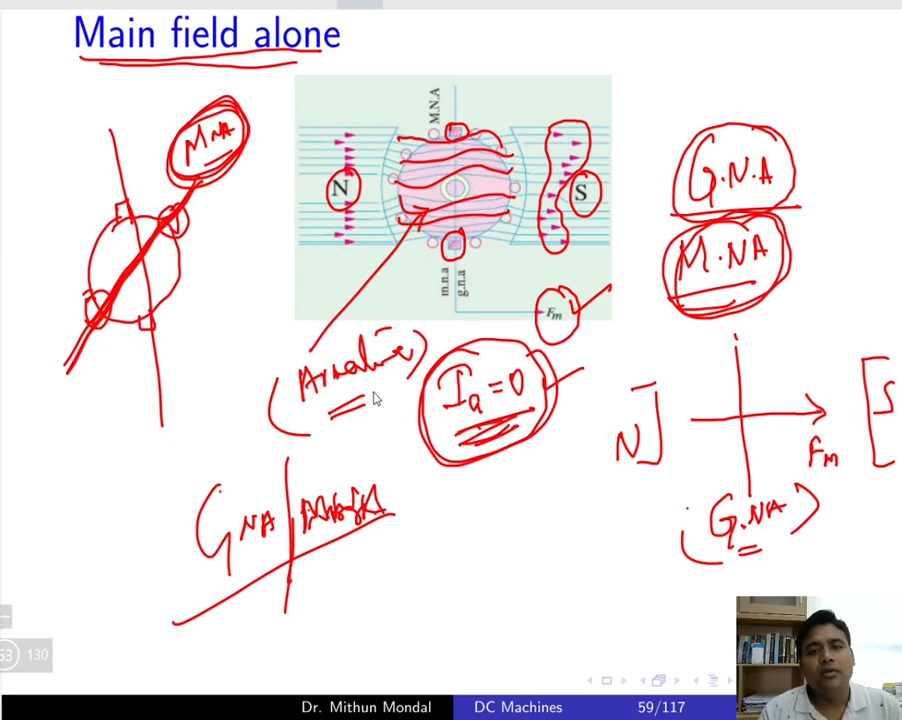 Main field alone
MNA
M.N.A
N
S
G.N.A
M.NA
m.n.a
g.n.a
Fm
(Armature)
Ia = 0
N
S
Fm
(G.NA)
GNA
53 130
Dr. Mithun Mondal
DC Machines
59/117